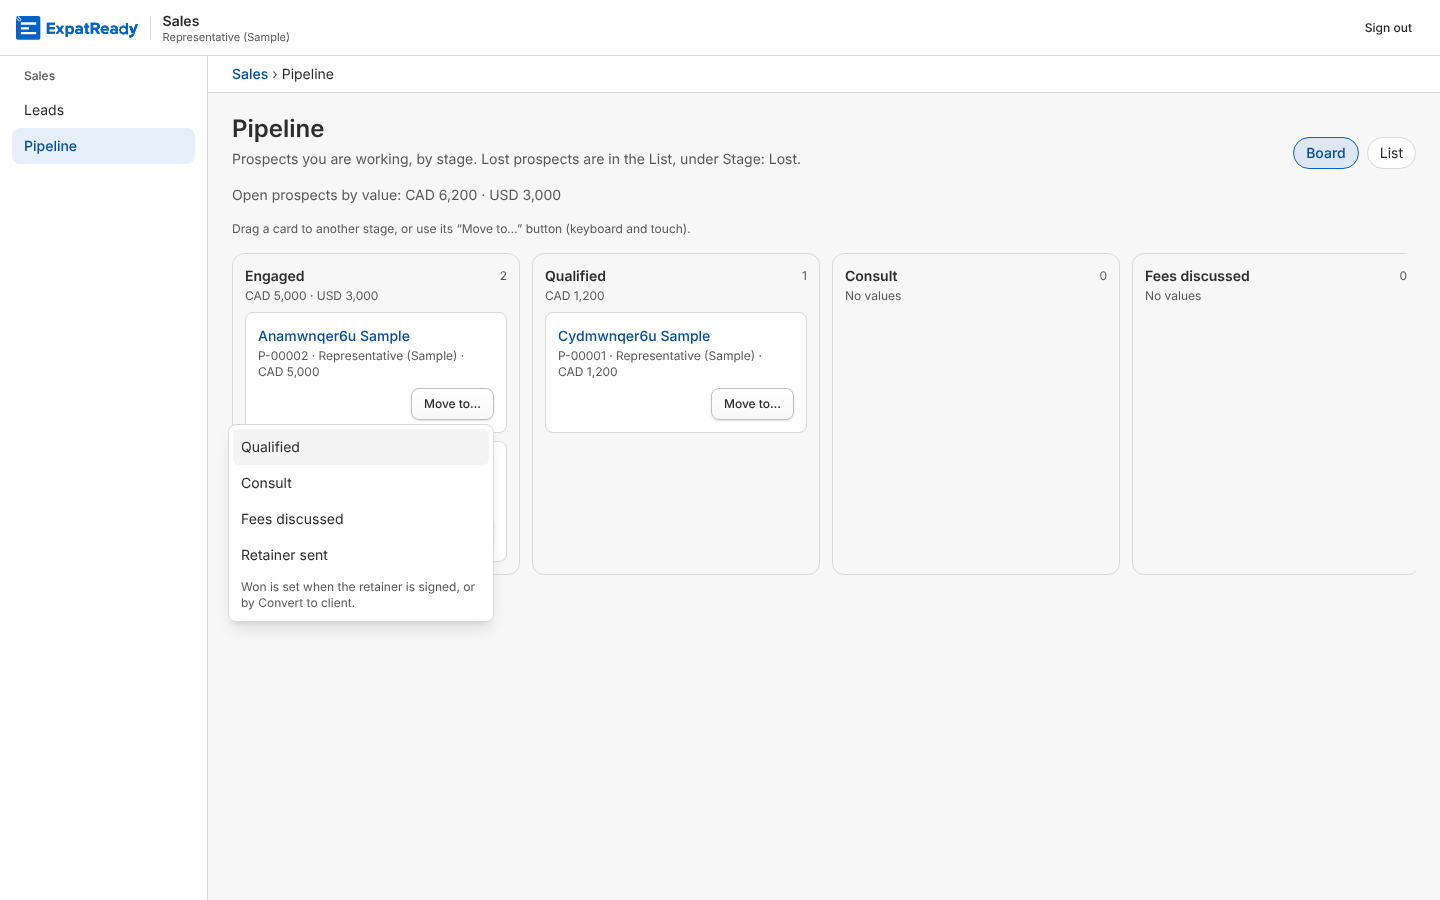 ExpatReady
Sales
Representative (Sample)
Sign out
Sales
Leads
Pipeline
Sales › Pipeline
Pipeline
Prospects you are working, by stage. Lost prospects are in the List, under Stage: Lost.
Board
List
Open prospects by value: CAD 6,200 · USD 3,000
Drag a card to another stage, or use its “Move to…” button (keyboard and touch).
Engaged
2
CAD 5,000 · USD 3,000
Anamwnqer6u Sample
P-00002 · Representative (Sample) ·
CAD 5,000
Move to…
Qualified
Consult
Fees discussed
Retainer sent
Won is set when the retainer is signed, or
by Convert to client.
Qualified
1
CAD 1,200
Cydmwnqer6u Sample
P-00001 · Representative (Sample) ·
CAD 1,200
Move to…
Consult
0
No values
Fees discussed
0
No values